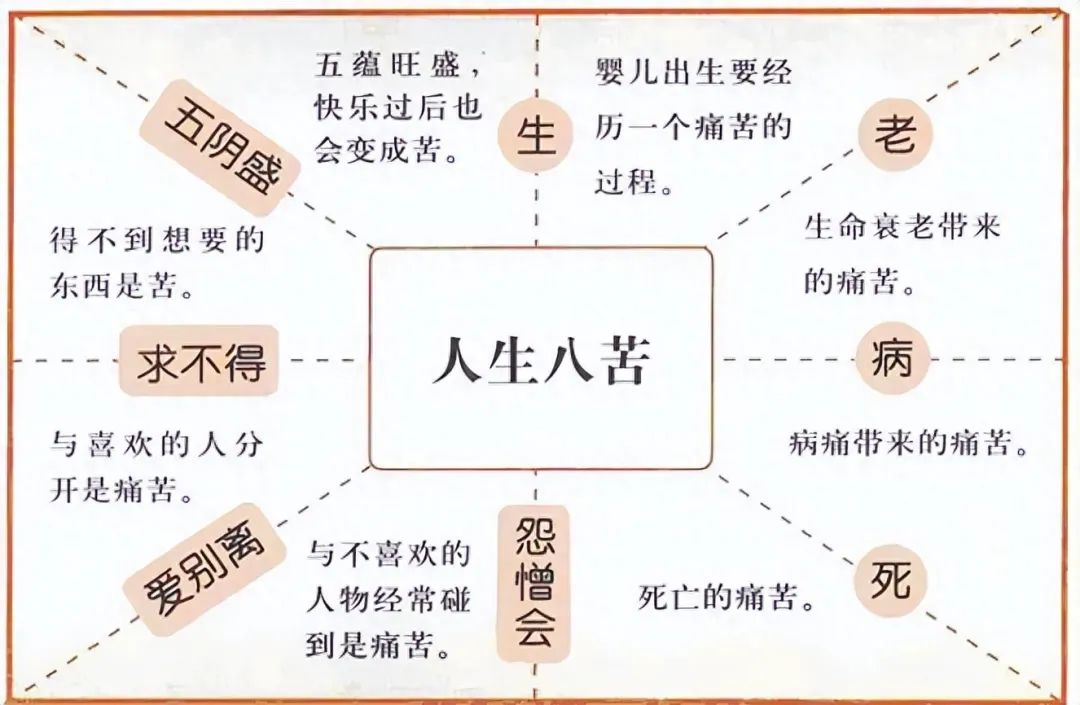 人生八苦
生
婴儿出生要经
历一个痛苦的
过程。
老
生命衰老带来
的痛苦。
病
病痛带来的痛苦。
死
死亡的痛苦。
怨憎会
与不喜欢的
人物经常碰
到是痛苦。
爱别离
与喜欢的人分
开是痛苦。
求不得
得不到想要的
东西是苦。
五阴盛
五蕴旺盛，
快乐过后也
会变成苦。